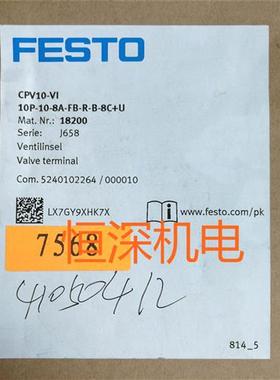 FESTO
CPV10-VI
10P-10-8A-FB-R-B-8C+U
Mat. Nr.: 18200
Serie: J658
Ventilinsel
Valve terminal
Com. 5240102264 / 000010
LX7GY9XHK7X
www.festo.com/pk
7568
恒深机电
41050412
814_5